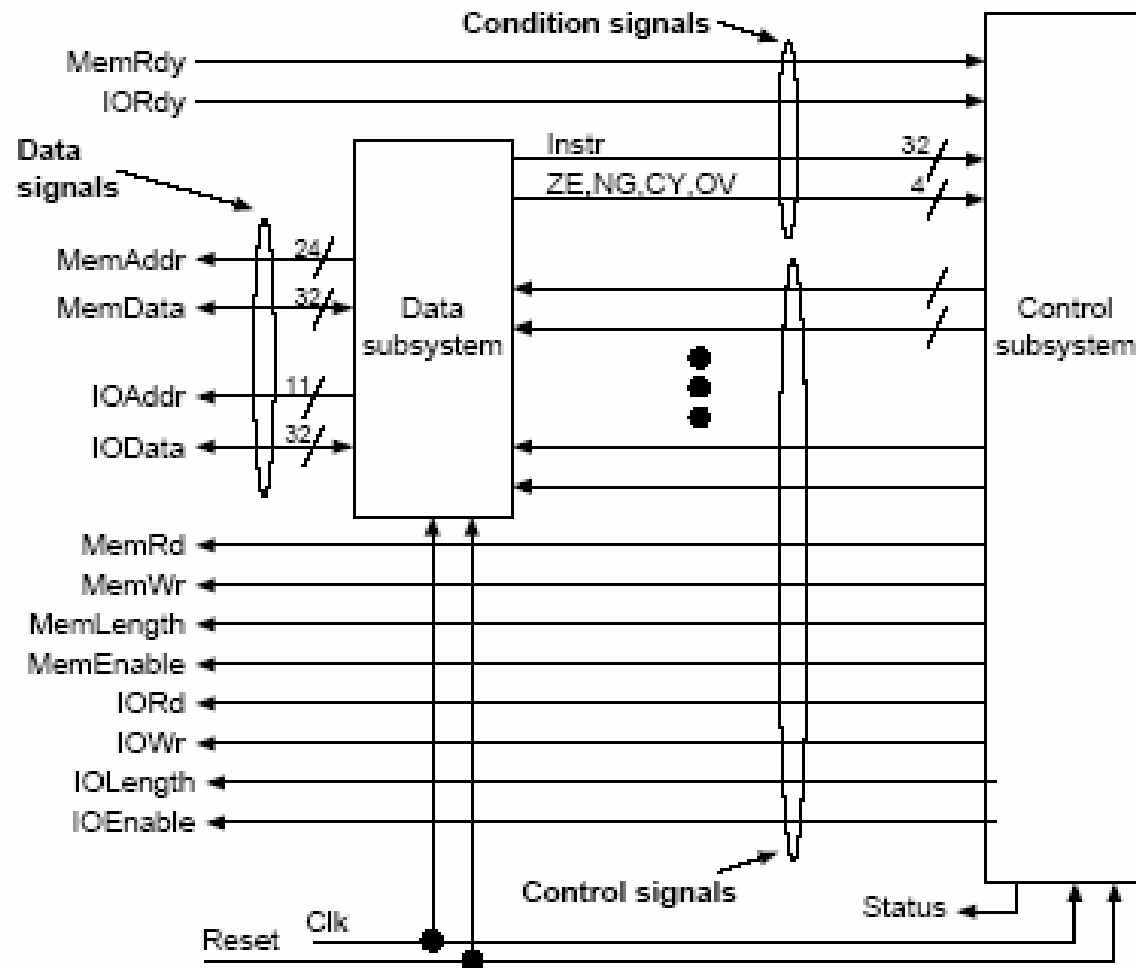 Condition signals
MemRdy
IORdy
Data
signals
Instr
32
ZE,NG,CY,OV
4
MemAddr
24
MemData
32
Data
subsystem
Control
subsystem
IOAddr
11
IOData
32
MemRd
MemWr
MemLength
MemEnable
IORd
IOWr
IOLength
IOEnable
Control signals
Status
Clk
Reset